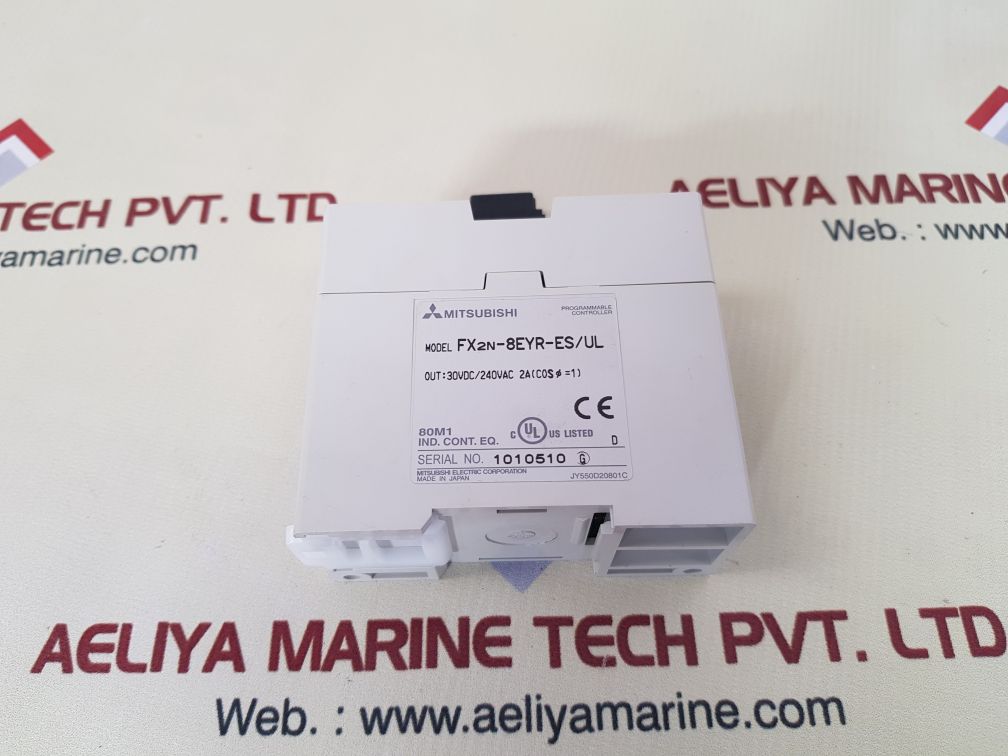 TECH PVT. LTD
yamarine.com
AELIYA MARINE
Web. : www.
MITSUBISHI
PROGRAMMABLE
CONTROLLER
MODEL FX2N-8EYR-ES/UL
OUT:30VDC/240VAC 2A(COSφ=1)
CE
80M1
IND. CONT. EQ.
C UL US LISTED
D
SERIAL NO. 1010510 G
MITSUBISHI ELECTRIC CORPORATION
MADE IN JAPAN
JY550D20801C
AELIYA MARINE TECH PVT. LTD
Web. : www.aeliyamarine.com